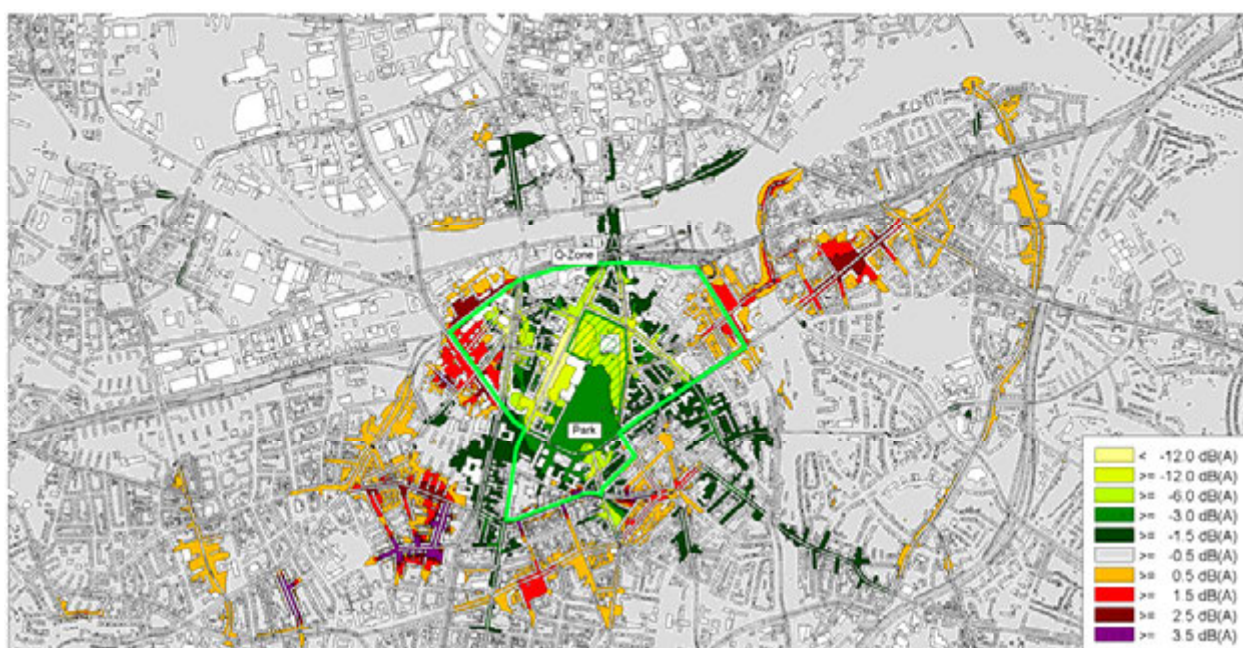 Q-Zone
Park
< -12.0 dB(A)
>= -12.0 dB(A)
>= -6.0 dB(A)
>= -3.0 dB(A)
>= -1.5 dB(A)
>= -0.5 dB(A)
>= 0.5 dB(A)
>= 1.5 dB(A)
>= 2.5 dB(A)
>= 3.5 dB(A)